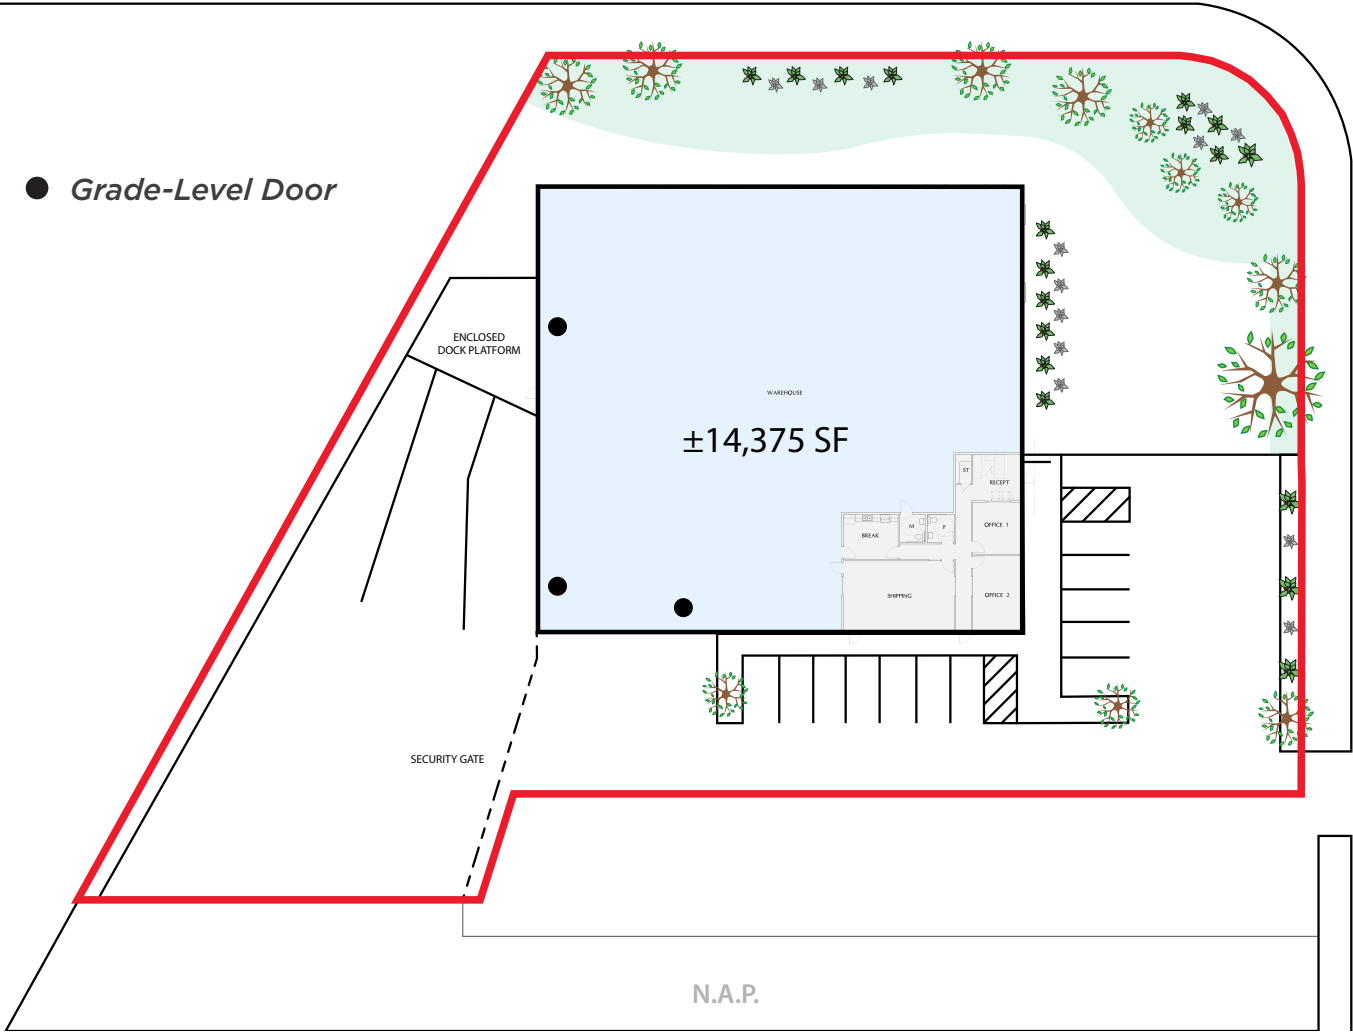 Grade-Level Door
ENCLOSED
DOCK PLATFORM
WAREHOUSE
±14,375 SF
ST
RECEPT
M
F
OFFICE 1
BREAK
SHIPPING
OFFICE 2
SECURITY GATE
N.A.P.